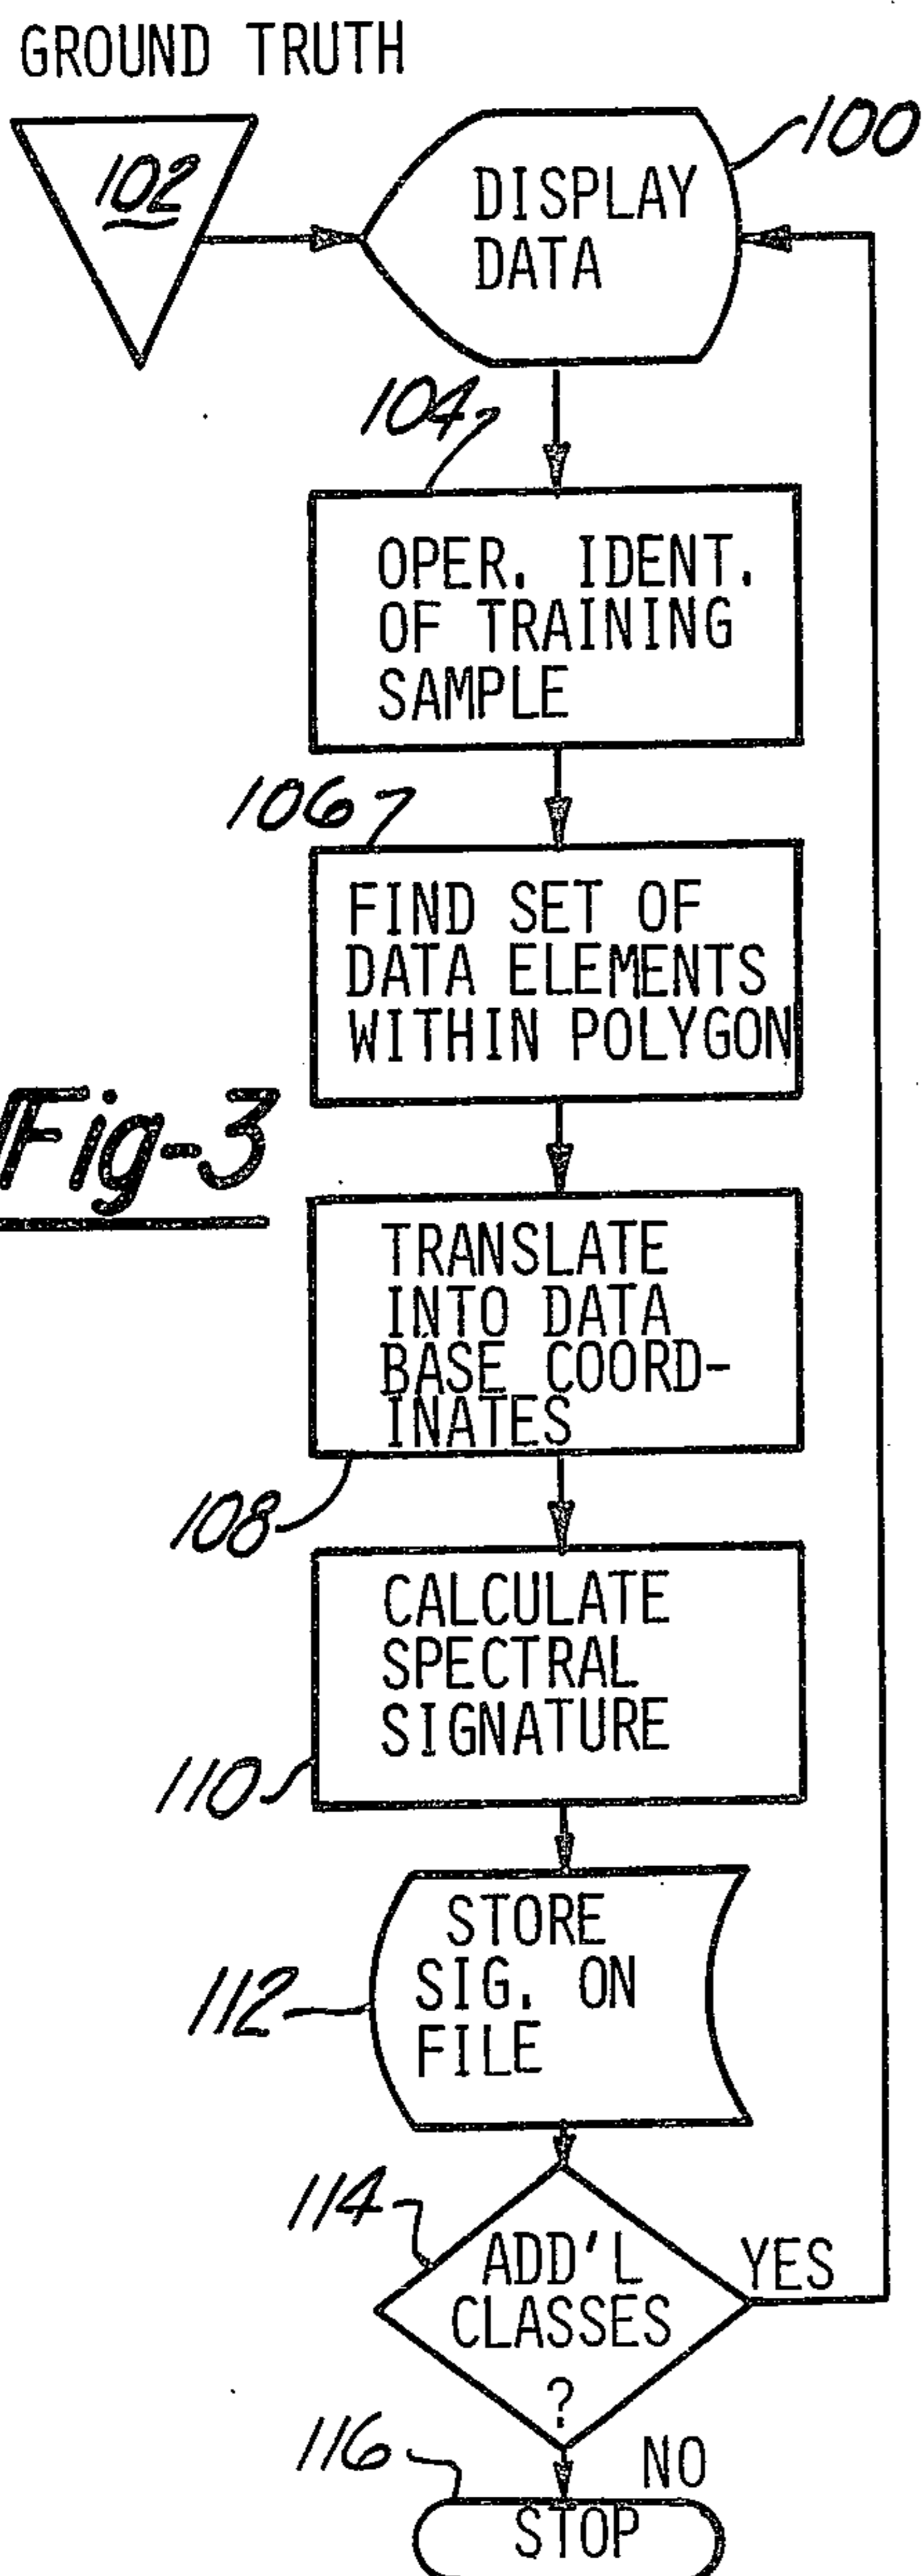 GROUND TRUTH
102
100
DISPLAY
DATA
104
OPER. IDENT.
OF TRAINING
SAMPLE
106
FIND SET OF
DATA ELEMENTS
WITHIN POLYGON
Fig-3
TRANSLATE
INTO DATA
BASE COORD-
INATES
108
CALCULATE
SPECTRAL
SIGNATURE
110
STORE
SIG. ON
FILE
112
114
ADD'L
CLASSES
?
YES
116
NO
STOP